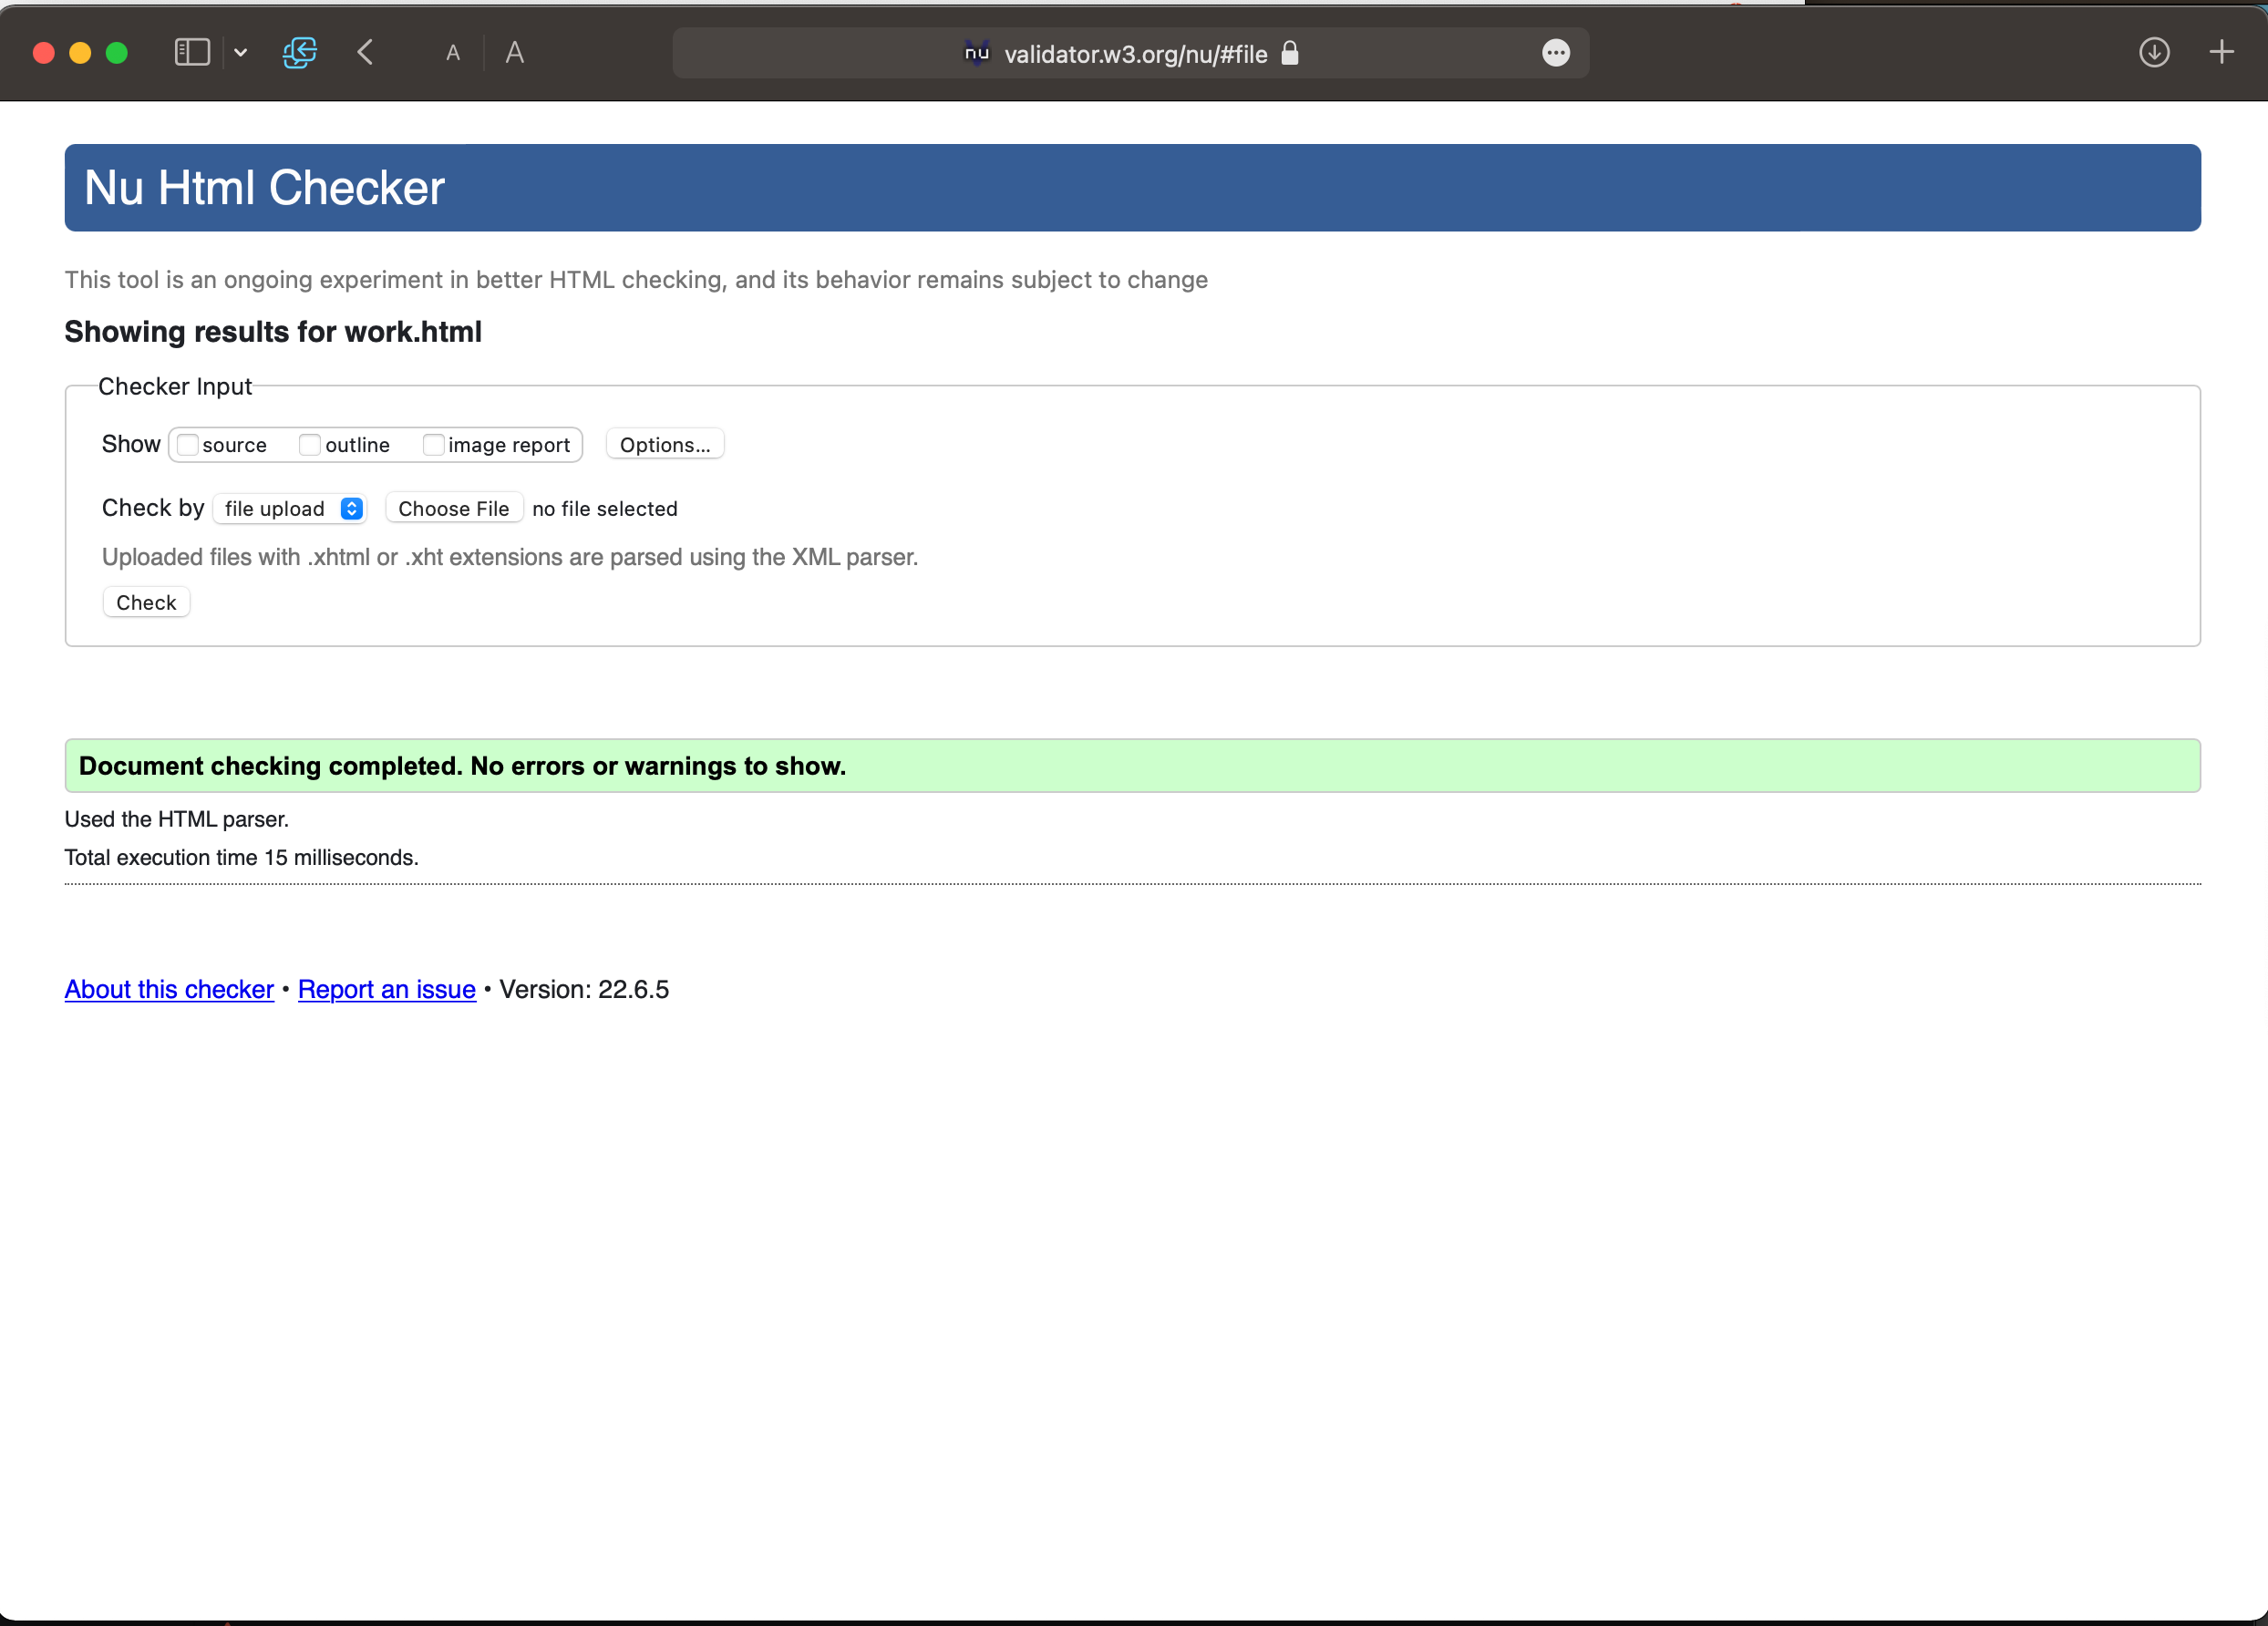 A A
nu validator.w3.org/nu/#file
Nu Html Checker
This tool is an ongoing experiment in better HTML checking, and its behavior remains subject to change
Showing results for work.html
Checker Input
Show source outline image report Options...
Check by file upload Choose File no file selected
Uploaded files with .xhtml or .xht extensions are parsed using the XML parser.
Check
Document checking completed. No errors or warnings to show.
Used the HTML parser.
Total execution time 15 milliseconds.
About this checker • Report an issue • Version: 22.6.5